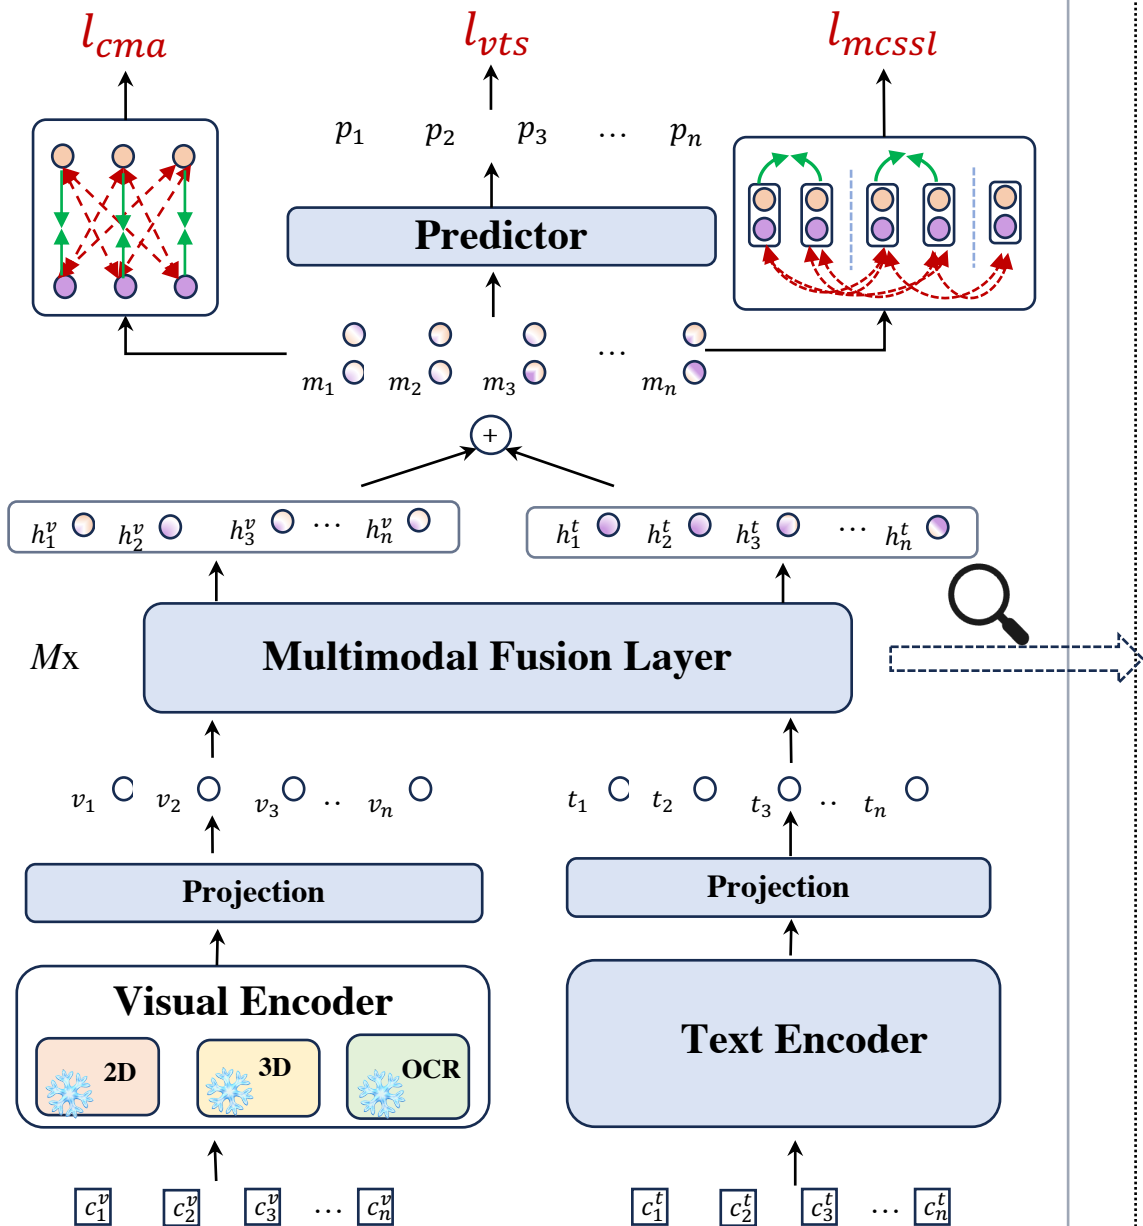 l_cma l_vts l_mcssl
p_1 p_2 p_3 … p_n
Predictor
m_1 m_2 m_3 … m_n
+
h_1^v h_2^v h_3^v … h_n^v
h_1^t h_2^t h_3^t … h_n^t
Mx
Multimodal Fusion Layer
v_1 v_2 v_3 .. v_n
t_1 t_2 t_3 .. t_n
Projection
Projection
Visual Encoder
2D
3D
OCR
Text Encoder
c_1^v c_2^v c_3^v … c_n^v
c_1^t c_2^t c_3^t … c_n^t